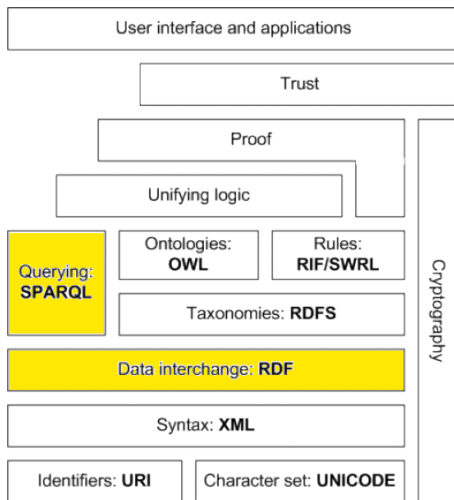 User interface and applications
Trust
Proof
Unifying logic
Querying:
SPARQL
Ontologies:
OWL
Rules:
RIF/SWRL
Taxonomies: RDFS
Cryptography
Data interchange: RDF
Syntax: XML
Identifiers: URI
Character set: UNICODE